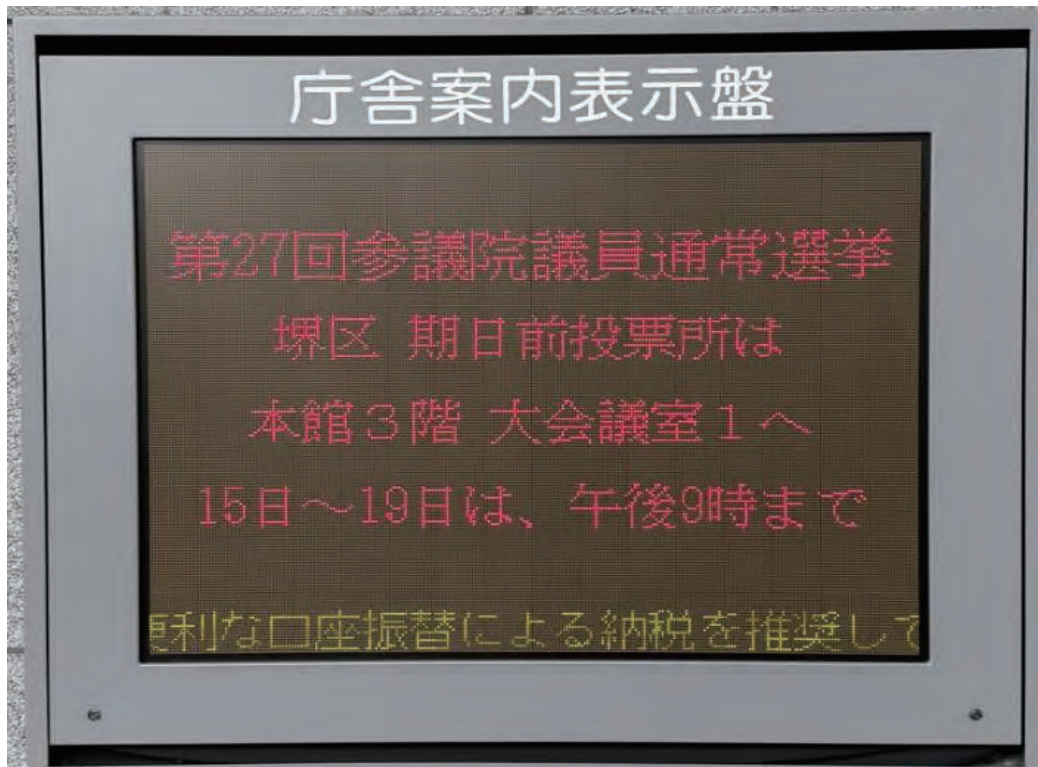 庁舎案内表示盤
第27回参議院議員通常選挙
堺区 期日前投票所は
本館３階 大会議室１へ
15日～19日は、午後9時まで
便利な口座振替による納税を推奨して